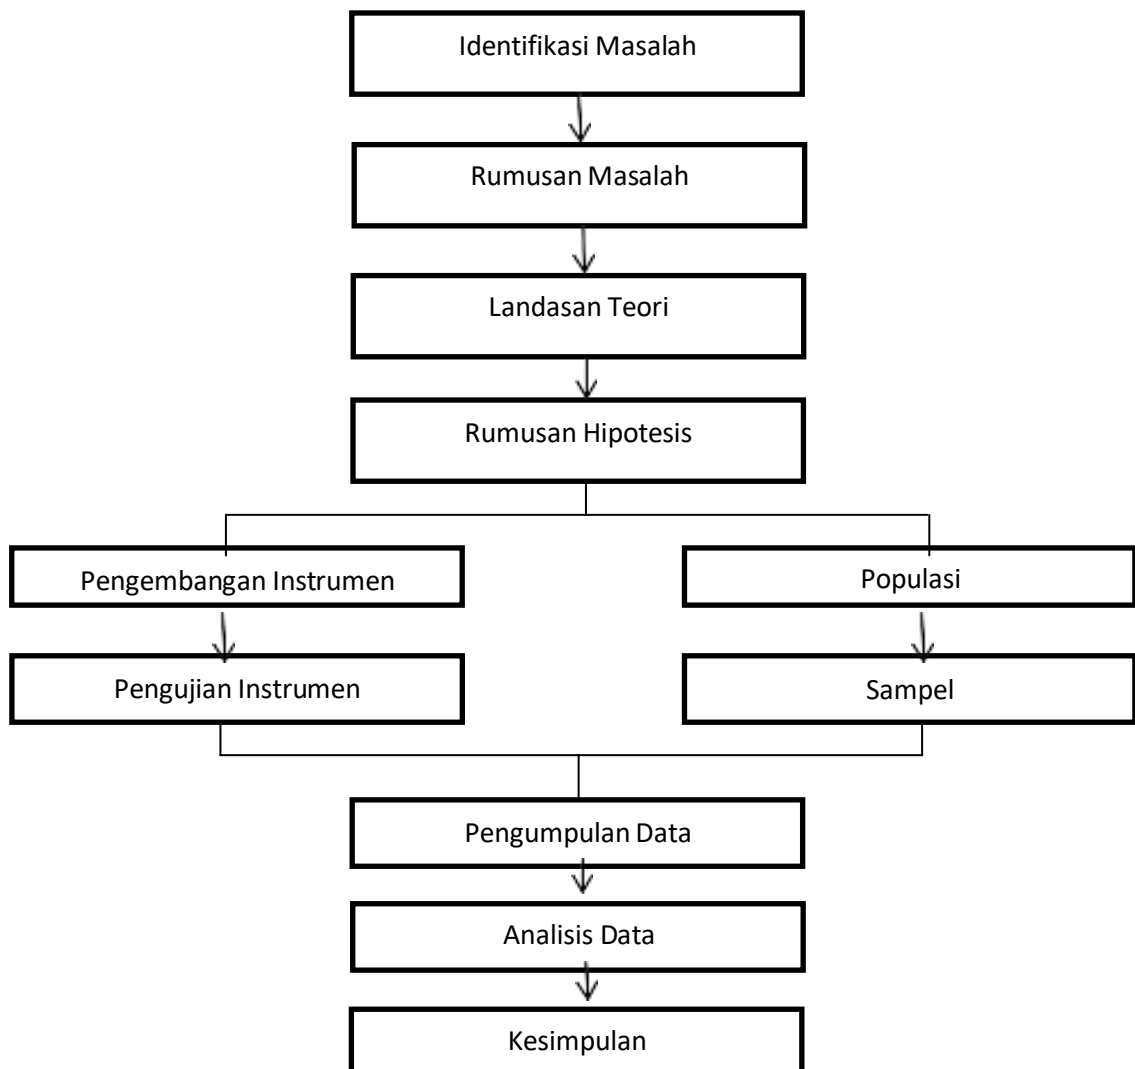 Identifikasi Masalah
Rumusan Masalah
Landasan Teori
Rumusan Hipotesis
Pengembangan Instrumen
Populasi
Pengujian Instrumen
Sampel
Pengumpulan Data
Analisis Data
Kesimpulan